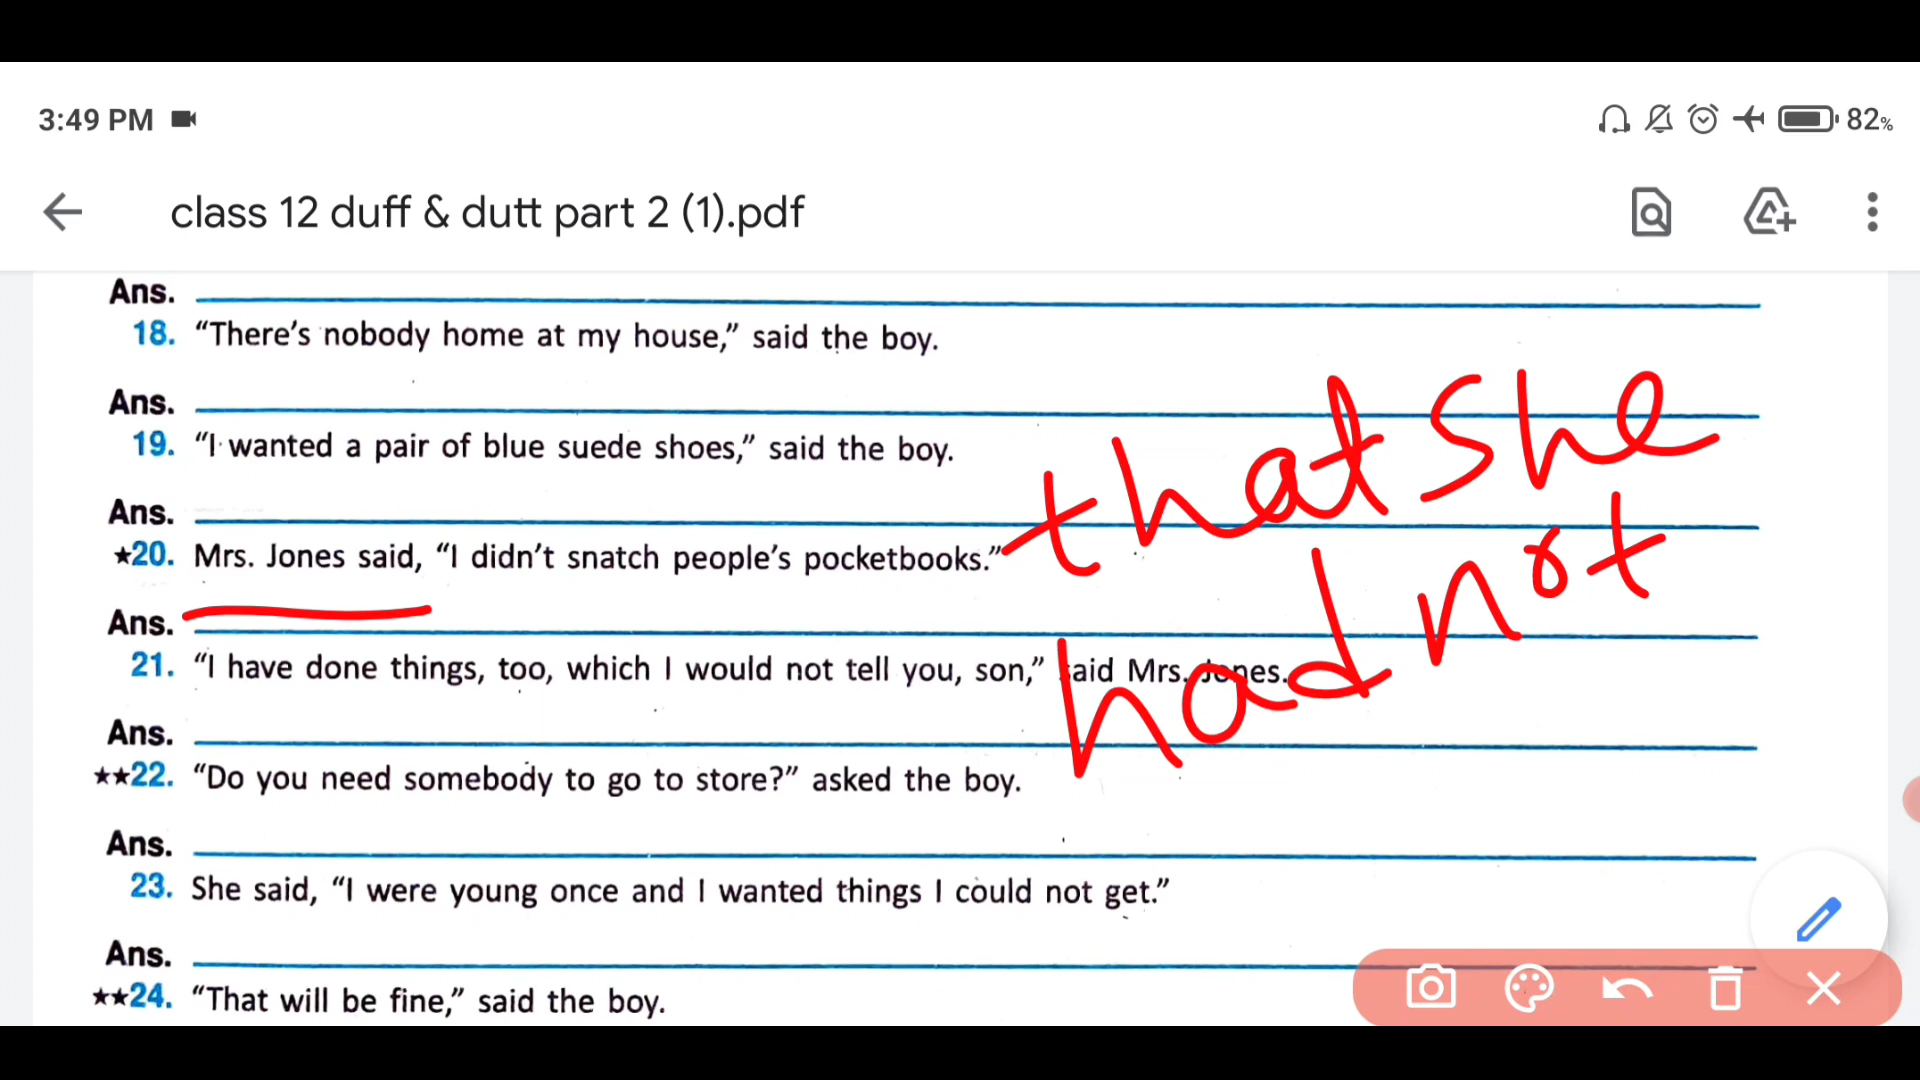 3:49 PM
82%
class 12 duff & dutt part 2 (1).pdf
Ans.
18. “There’s nobody home at my house,” said the boy.
Ans.
19. “I wanted a pair of blue suede shoes,” said the boy.
that she
Ans.
★20. Mrs. Jones said, “I didn’t snatch people’s pocketbooks.”
had not
Ans.
21. “I have done things, too, which I would not tell you, son,” said Mrs. Jones.
Ans.
★★22. “Do you need somebody to go to store?” asked the boy.
Ans.
23. She said, “I were young once and I wanted things I could not get.”
Ans.
★★24. “That will be fine,” said the boy.